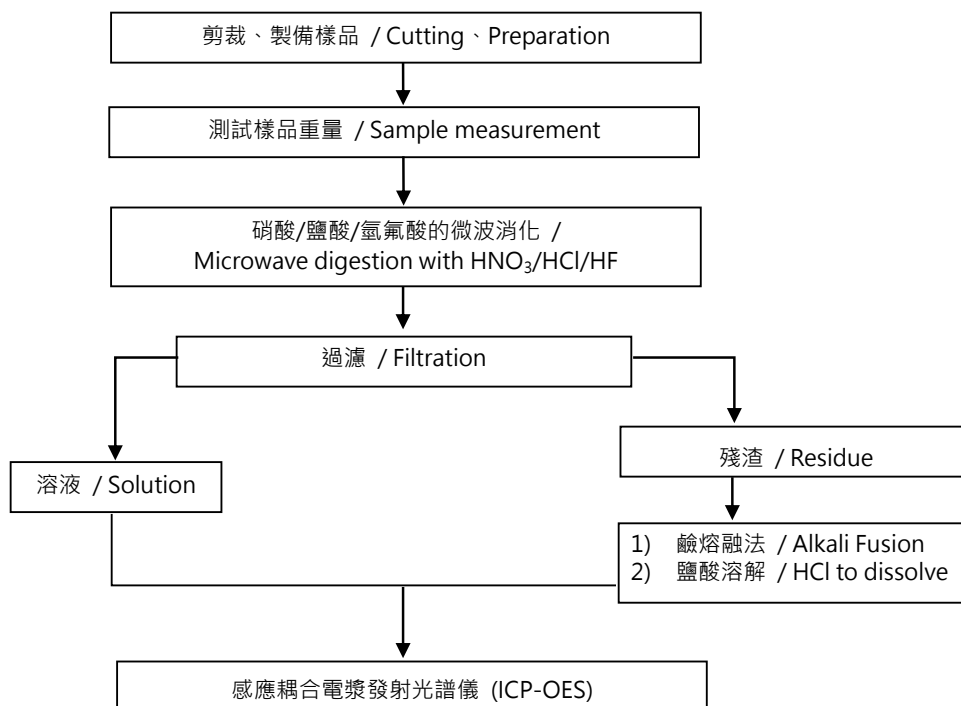 剪裁、製備樣品 / Cutting、Preparation
測試樣品重量 / Sample measurement
硝酸/鹽酸/氫氟酸的微波消化 /
Microwave digestion with HNO₃/HCl/HF
過濾 / Filtration
溶液 / Solution
殘渣 / Residue
1) 鹼熔融法 / Alkali Fusion
2) 鹽酸溶解 / HCl to dissolve
感應耦合電漿發射光譜儀 (ICP-OES)